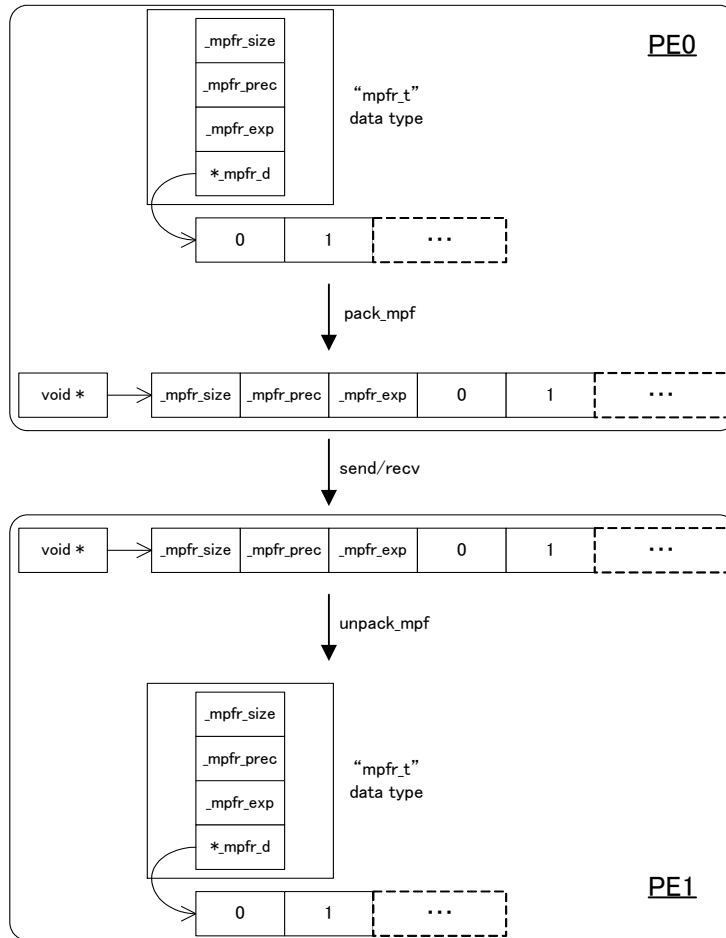 _mpfr_size
PE0
_mpfr_prec
“mpfr_t”
data type
_mpfr_exp
*_mpfr_d
0 1 ...
pack_mpf
void * _mpfr_size _mpfr_prec _mpfr_exp 0 1 ...
send/recv
void * _mpfr_size _mpfr_prec _mpfr_exp 0 1 ...
unpack_mpf
_mpfr_size
_mpfr_prec
“mpfr_t”
data type
_mpfr_exp
*_mpfr_d
PE1
0 1 ...